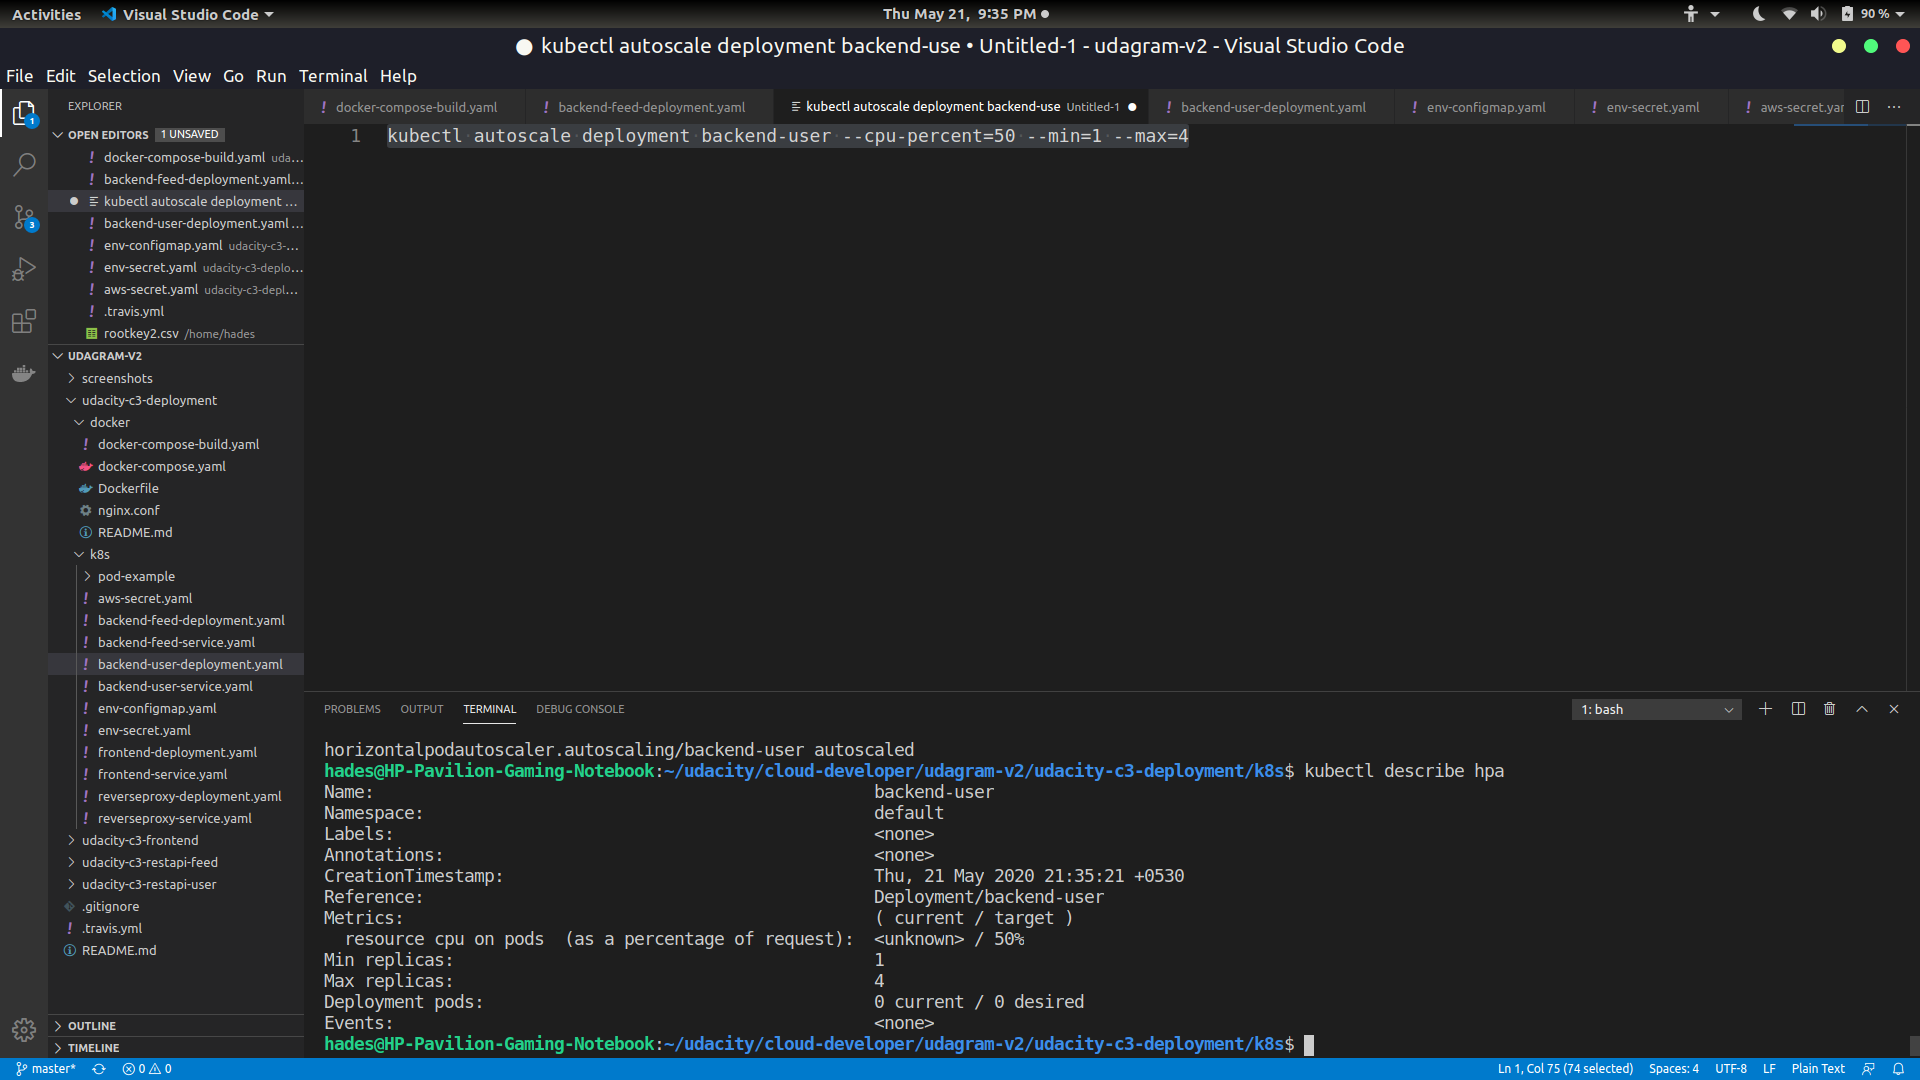 Activities Visual Studio Code Thu May 21, 9:35 PM 90 %
kubectl autoscale deployment backend-use • Untitled-1 - udagram-v2 - Visual Studio Code
File Edit Selection View Go Run Terminal Help
EXPLORER
docker-compose-build.yaml backend-feed-deployment.yaml kubectl autoscale deployment backend-use Untitled-1 backend-user-deployment.yaml env-configmap.yaml env-secret.yaml aws-secret.yar
OPEN EDITORS 1 UNSAVED
docker-compose-build.yaml uda...
backend-feed-deployment.yaml...
kubectl autoscale deployment ...
backend-user-deployment.yaml ...
env-configmap.yaml udacity-c3-...
env-secret.yaml udacity-c3-deplo...
aws-secret.yaml udacity-c3-depl...
.travis.yml
rootkey2.csv /home/hades
UDAGRAM-V2
screenshots
udacity-c3-deployment
docker
docker-compose-build.yaml
docker-compose.yaml
Dockerfile
nginx.conf
README.md
k8s
pod-example
aws-secret.yaml
backend-feed-deployment.yaml
backend-feed-service.yaml
backend-user-deployment.yaml
backend-user-service.yaml
env-configmap.yaml
env-secret.yaml
frontend-deployment.yaml
frontend-service.yaml
reverseproxy-deployment.yaml
reverseproxy-service.yaml
udacity-c3-frontend
udacity-c3-restapi-feed
udacity-c3-restapi-user
.gitignore
.travis.yml
README.md
OUTLINE
TIMELINE
1 kubectl autoscale deployment backend-user --cpu-percent=50 --min=1 --max=4
PROBLEMS OUTPUT TERMINAL DEBUG CONSOLE 1: bash
horizontalpodautoscaler.autoscaling/backend-user autoscaled
hades@HP-Pavilion-Gaming-Notebook:~/udacity/cloud-developer/udagram-v2/udacity-c3-deployment/k8s$ kubectl describe hpa
Name: backend-user
Namespace: default
Labels: <none>
Annotations: <none>
CreationTimestamp: Thu, 21 May 2020 21:35:21 +0530
Reference: Deployment/backend-user
Metrics: ( current / target )
resource cpu on pods (as a percentage of request): <unknown> / 50%
Min replicas: 1
Max replicas: 4
Deployment pods: 0 current / 0 desired
Events: <none>
hades@HP-Pavilion-Gaming-Notebook:~/udacity/cloud-developer/udagram-v2/udacity-c3-deployment/k8s$
master* 0 0 Ln 1, Col 75 (74 selected) Spaces: 4 UTF-8 LF Plain Text